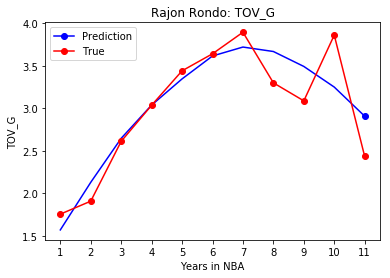 Rajon Rondo: TOV_G
Prediction
True
4.0
3.5
3.0
2.5
2.0
1.5
TOV_G
1 2 3 4 5 6 7 8 9 10 11
Years in NBA